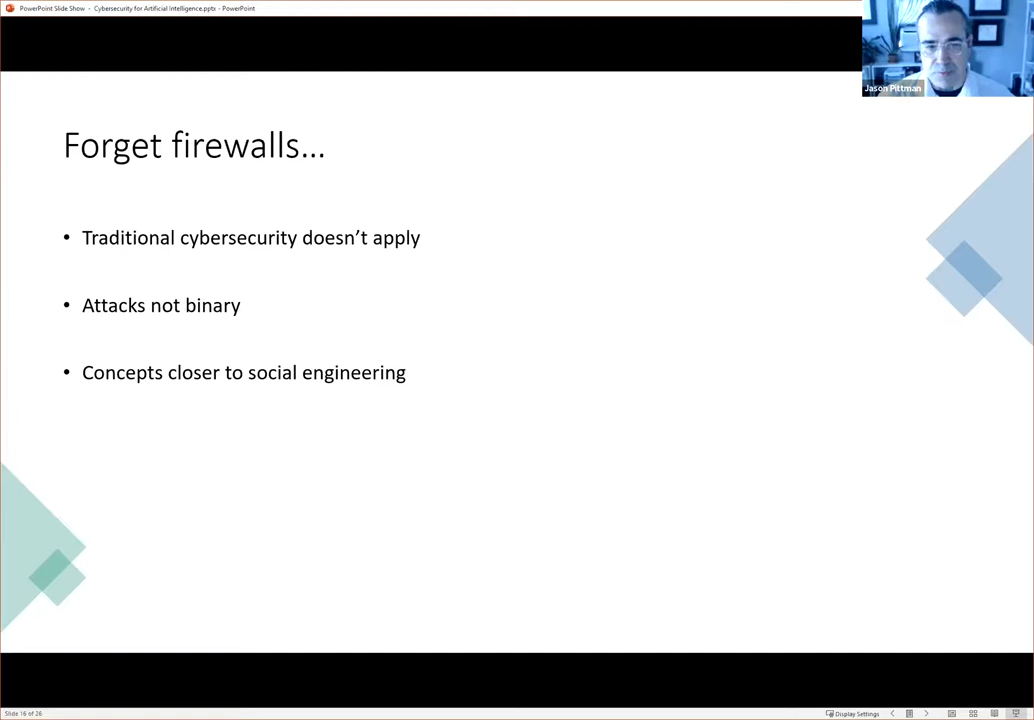 PowerPoint Slide Show - Cybersecurity for Artificial Intelligence.pptx - PowerPoint
Jason Pittman
Forget firewalls...
• Traditional cybersecurity doesn’t apply
• Attacks not binary
• Concepts closer to social engineering
Slide 16 of 26
Display Settings